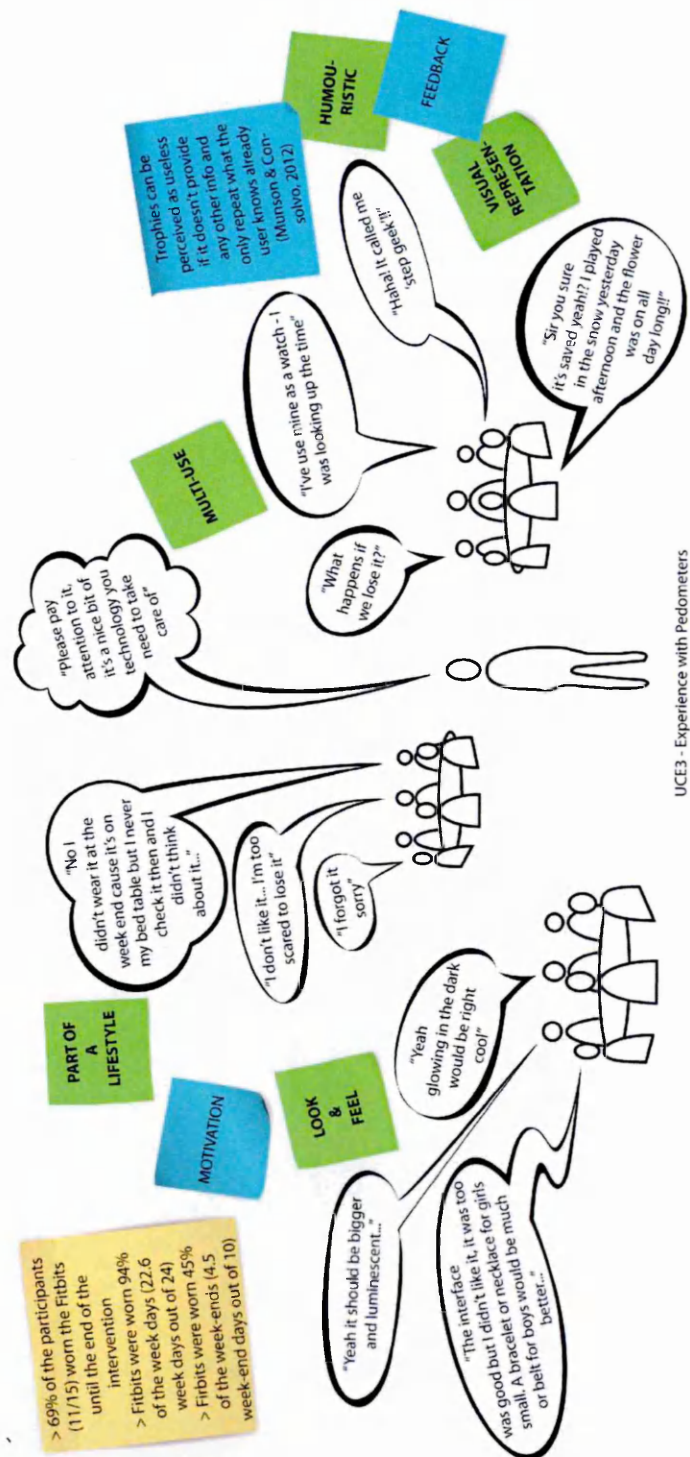 > 69% of the participants
(11/15) worn the Fitbits
until the end of the
intervention
> Fitbits were worn 94%
of the week days (22.6
week days out of 24)
> Firbits were worn 45%
of the week-ends (4.5
week-end days out of 10)
PART OF
A
LIFESTYLE
MOTIVATION
LOOK
&
FEEL
"Yeah it should be bigger
and luminescent..."
"The interface
was good but I didn't like it, it was too
small. A bracelet or necklace for girls
or belt for boys would be much
better..."
"Yeah
glowing in the dark
would be right
cool"
"No I
didn't wear it at the
week end cause it's on
my bed table but I never
check it then and I
didn't think
about it..."
"I don't like it... I'm too
scared to lose it"
"I forgot it
sorry"
"Please pay
attention to it,
it's a nice bit of
technology you
need to take
care of"
MULTI-USE
"What
happens if
we lose it?"
"I've use mine as a watch - I
was looking up the time"
"Haha! It called me
'step geek'!!"
"Sir you sure
it's saved yeah!? I played
in the snow yesterday
afternoon and the flower
was on all
day long!!"
Trophies can be
perceived as useless
if it doesn't provide
any other info and
only repeat what the
user knows already
(Munson & Con-
solvo, 2012)
HUMOU-
RISTIC
FEEDBACK
VISUAL
REPRESEN-
TATION
UCE3 - Experience with Pedometers